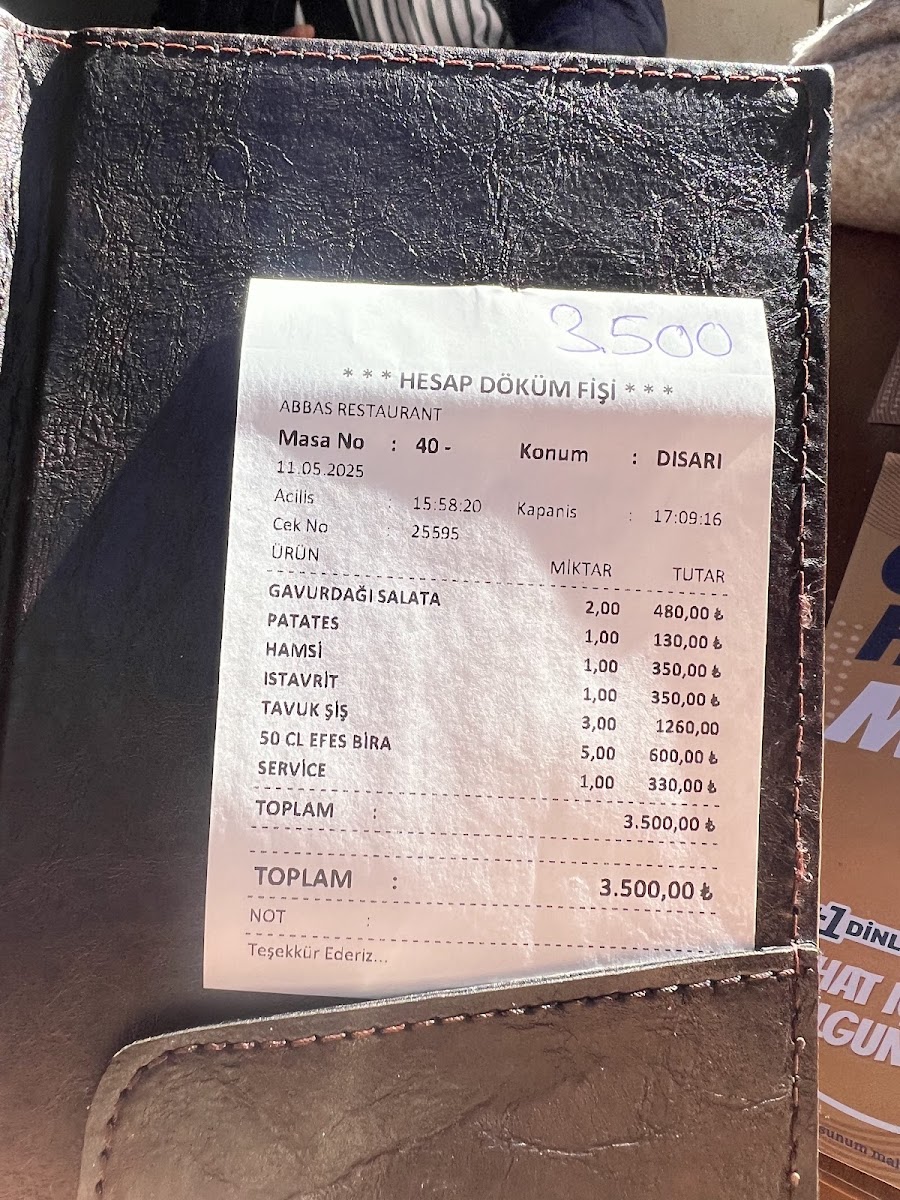 3.500
* * * HESAP DÖKÜM FİŞİ * * *
ABBAS RESTAURANT
Masa No : 40 - Konum : DISARI
11.05.2025
Acilis : 15:58:20 Kapanis : 17:09:16
Cek No : 25595
ÜRÜN MİKTAR TUTAR
GAVURDAĞI SALATA 2,00 480,00 ₺
PATATES 1,00 130,00 ₺
HAMSİ 1,00 350,00 ₺
ISTAVRİT 1,00 350,00 ₺
TAVUK ŞİŞ 3,00 1260,00
50 CL EFES BİRA 5,00 600,00 ₺
SERVICE 1,00 330,00 ₺
TOPLAM : 3.500,00 ₺
TOPLAM : 3.500,00 ₺
NOT :
Teşekkür Ederiz...